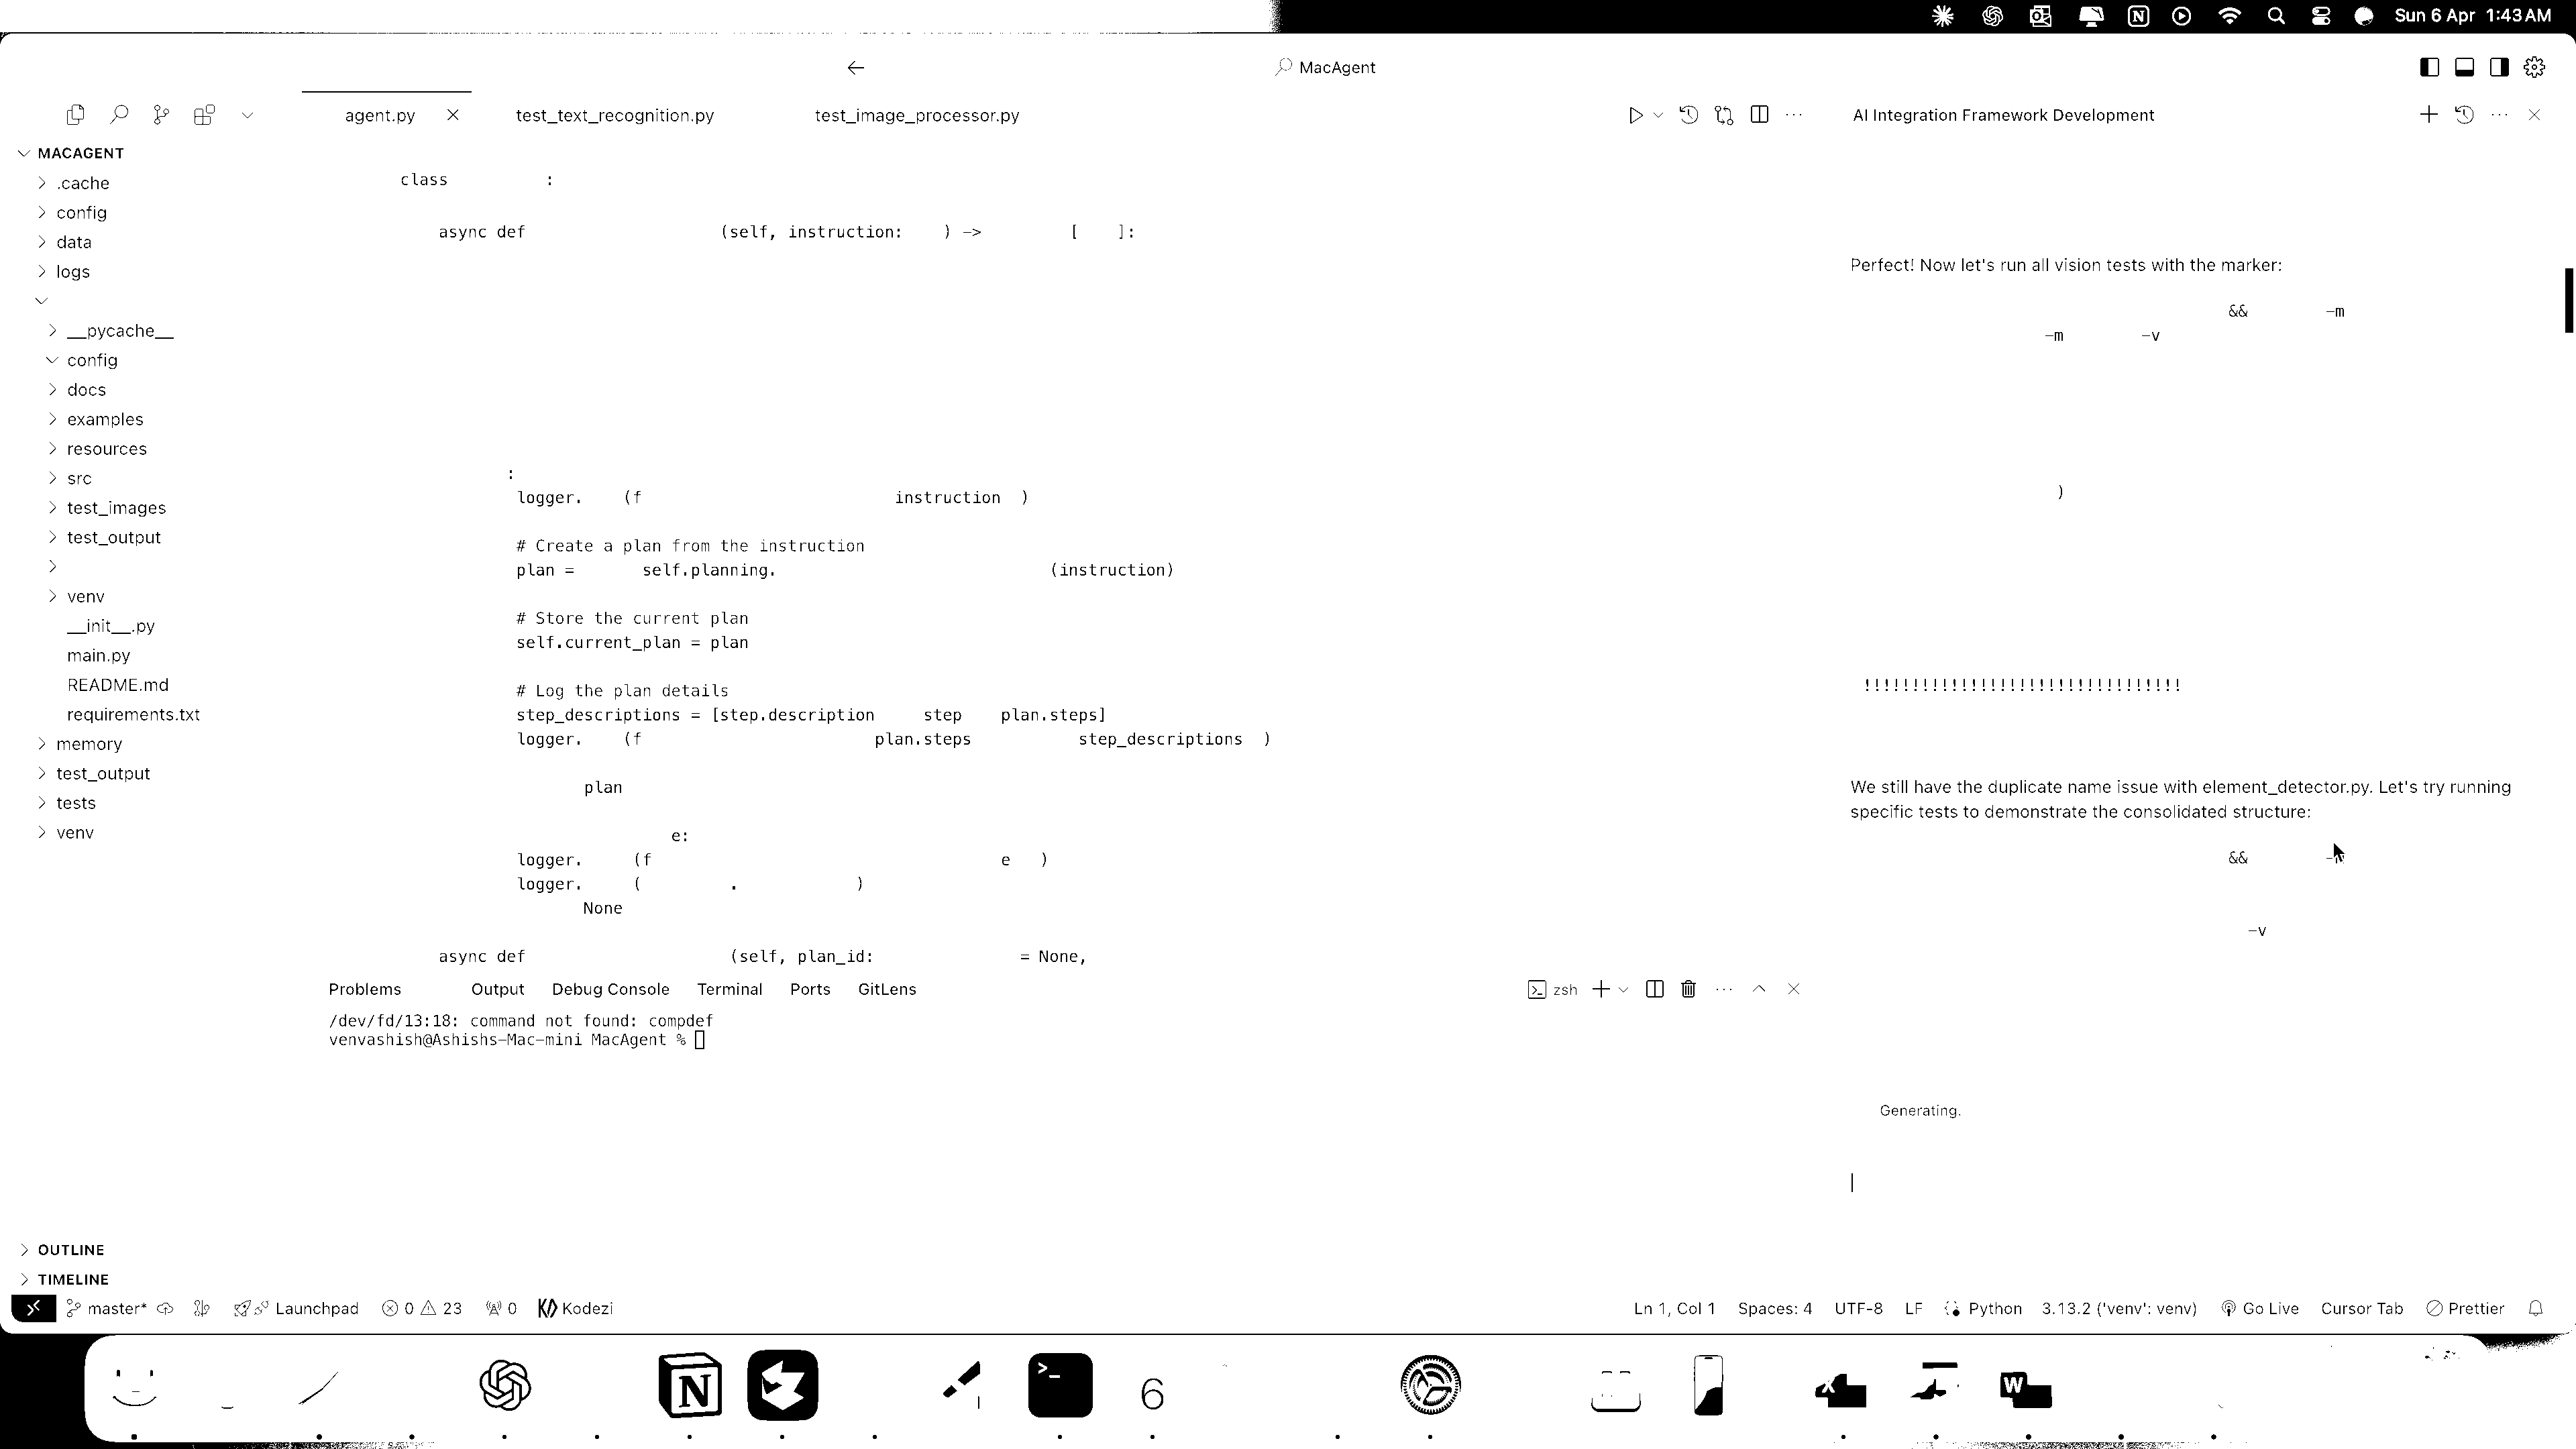 Sun 6 Apr 1:43 AM
MacAgent
agent.py
test_text_recognition.py
test_image_processor.py
AI Integration Framework Development
MACAGENT
.cache
config
data
logs
__pycache__
config
docs
examples
resources
src
test_images
test_output
venv
__init__.py
main.py
README.md
requirements.txt
memory
test_output
tests
venv
OUTLINE
TIMELINE
class :
async def (self, instruction: ) -> [ ]:
:
logger. (f instruction )
# Create a plan from the instruction
plan = self.planning. (instruction)
# Store the current plan
self.current_plan = plan
# Log the plan details
step_descriptions = [step.description step plan.steps]
logger. (f plan.steps step_descriptions )
plan
e:
logger. (f e )
logger. ( . )
None
async def (self, plan_id: = None,
Problems Output Debug Console Terminal Ports GitLens
zsh
/dev/fd/13:18: command not found: compdef
venvashish@Ashishs-Mac-mini MacAgent %
Perfect! Now let's run all vision tests with the marker:
&& -m
-m -v
)
!!!!!!!!!!!!!!!!!!!!!!!!!!!!!!!!!
We still have the duplicate name issue with element_detector.py. Let's try running
specific tests to demonstrate the consolidated structure:
&&
-v
Generating.
master* Launchpad 0 23 0 Kodezi
Ln 1, Col 1 Spaces: 4 UTF-8 LF Python 3.13.2 ('venv': venv) Go Live Cursor Tab Prettier
N
>_
6
X
W